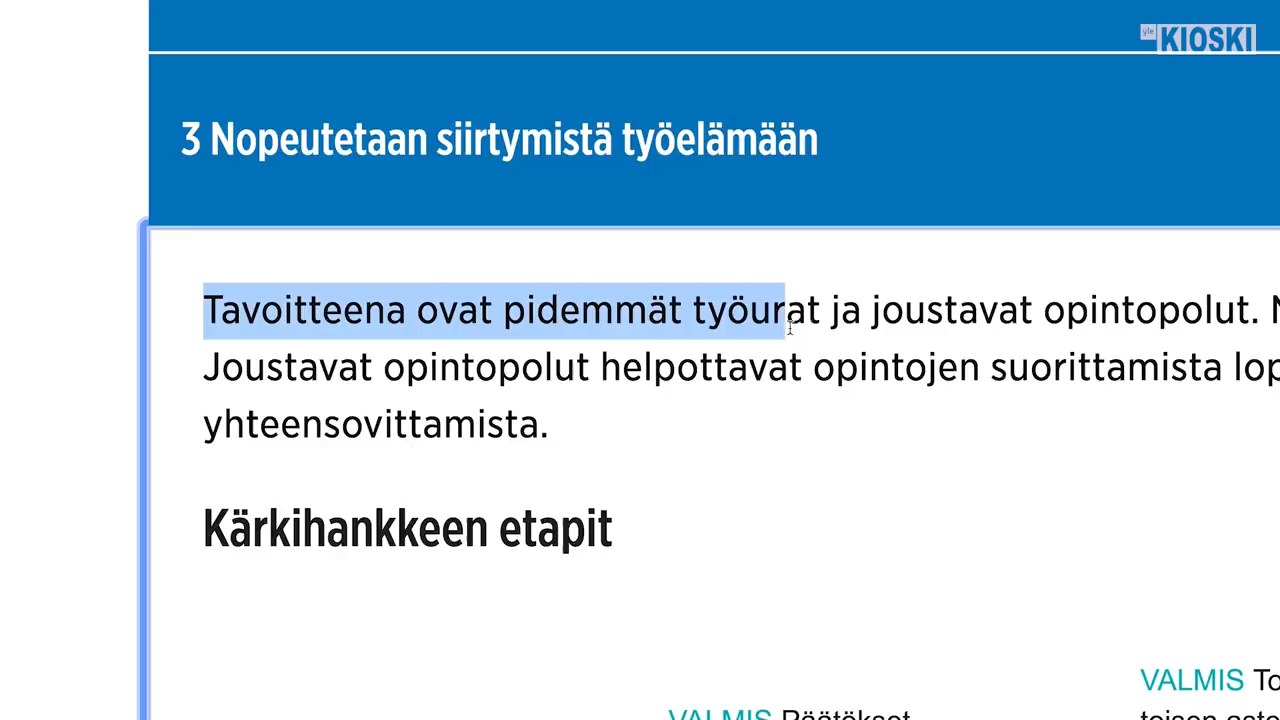 yle KIOSKI
3 Nopeutetaan siirtymistä työelämään
Tavoitteena ovat pidemmät työurat ja joustavat opintopolut.
Joustavat opintopolut helpottavat opintojen suorittamista
yhteensovittamista.
Kärkihankkeen etapit
VALMIS
VALMIS Päätökset